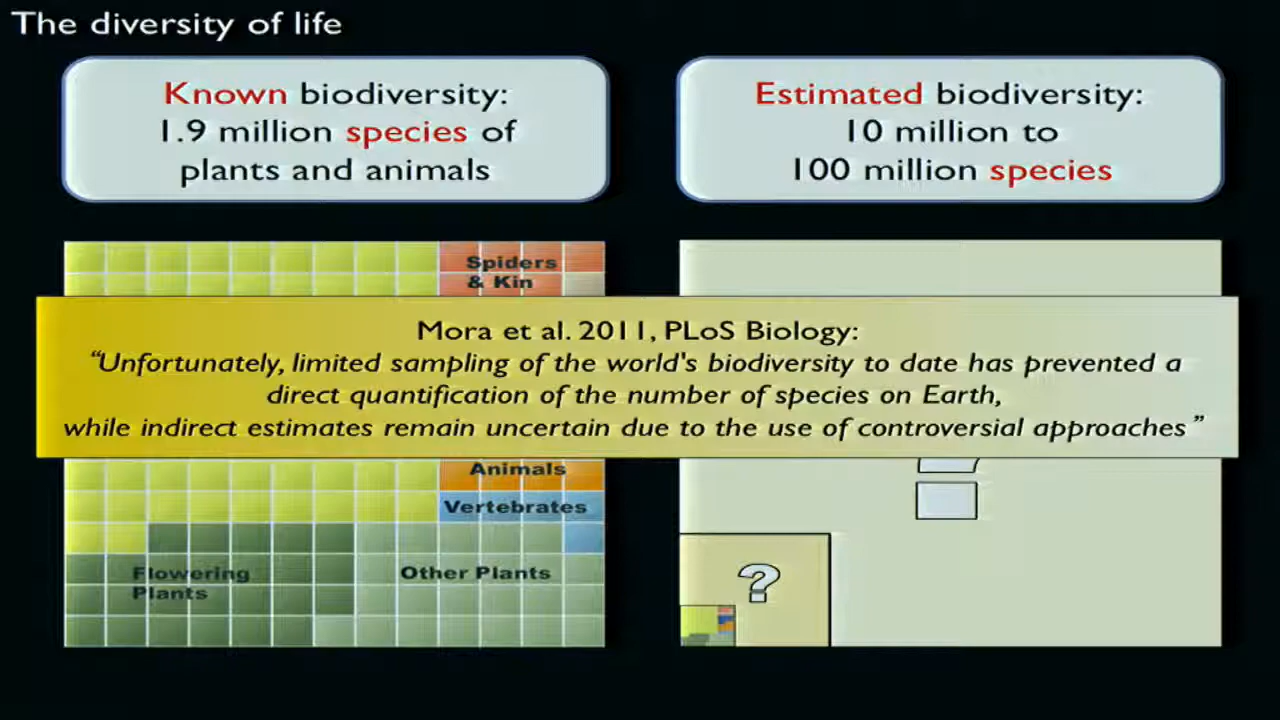 The diversity of life
Known biodiversity:
1.9 million species of
plants and animals
Estimated biodiversity:
10 million to
100 million species
Spiders
& Kin
Mora et al. 2011, PLoS Biology:
“Unfortunately, limited sampling of the world's biodiversity to date has prevented a
direct quantification of the number of species on Earth,
while indirect estimates remain uncertain due to the use of controversial approaches”
Animals
Vertebrates
Flowering
Plants
Other Plants
?